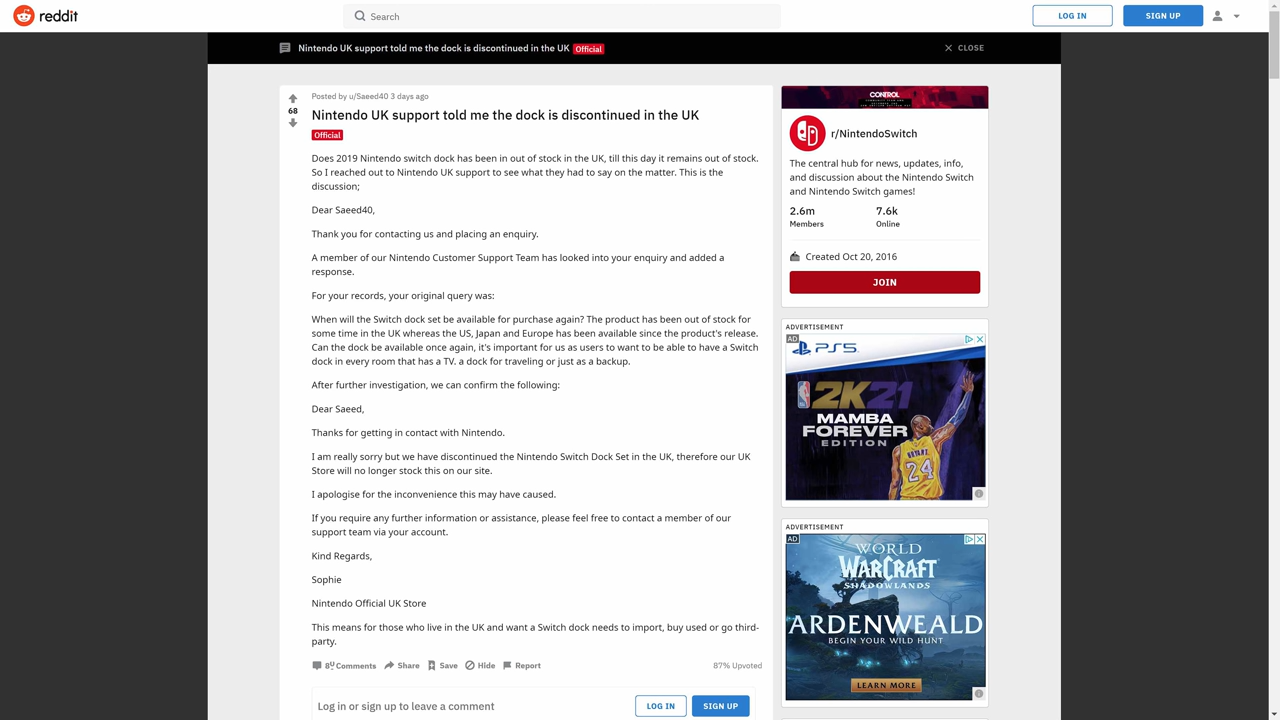 reddit
Search
LOG IN
SIGN UP
Nintendo UK support told me the dock is discontinued in the UK Official
CLOSE
68
Posted by u/Saeed40 3 days ago
Nintendo UK support told me the dock is discontinued in the UK
Official
Does 2019 Nintendo switch dock has been in out of stock in the UK, till this day it remains out of stock.
So I reached out to Nintendo UK support to see what they had to say on the matter. This is the
discussion;
Dear Saeed40,
Thank you for contacting us and placing an enquiry.
A member of our Nintendo Customer Support Team has looked into your enquiry and added a
response.
For your records, your original query was:
When will the Switch dock set be available for purchase again? The product has been out of stock for
some time in the UK whereas the US, Japan and Europe has been available since the product's release.
Can the dock be available once again, it's important for us as users to want to be able to have a Switch
dock in every room that has a TV. a dock for traveling or just as a backup.
After further investigation, we can confirm the following:
Dear Saeed,
Thanks for getting in contact with Nintendo.
I am really sorry but we have discontinued the Nintendo Switch Dock Set in the UK, therefore our UK
Store will no longer stock this on our site.
I apologise for the inconvenience this may have caused.
If you require any further information or assistance, please feel free to contact a member of our
support team via your account.
Kind Regards,
Sophie
Nintendo Official UK Store
This means for those who live in the UK and want a Switch dock needs to import, buy used or go third-
party.
Comments
Share
Save
Hide
Report
87% Upvoted
Log in or sign up to leave a comment
LOG IN
SIGN UP
CONTROL
r/NintendoSwitch
The central hub for news, updates, info,
and discussion about the Nintendo Switch
and Nintendo Switch games!
2.6m
7.6k
Members
Online
Created Oct 20, 2016
JOIN
ADVERTISEMENT
AD
PS5
2K21
MAMBA
FOREVER
EDITION
BRYANT
24
ADVERTISEMENT
AD
WORLD
OF
WARCRAFT
SHADOWLANDS
ARDENWEALD
BEGIN YOUR WILD HUNT
LEARN MORE